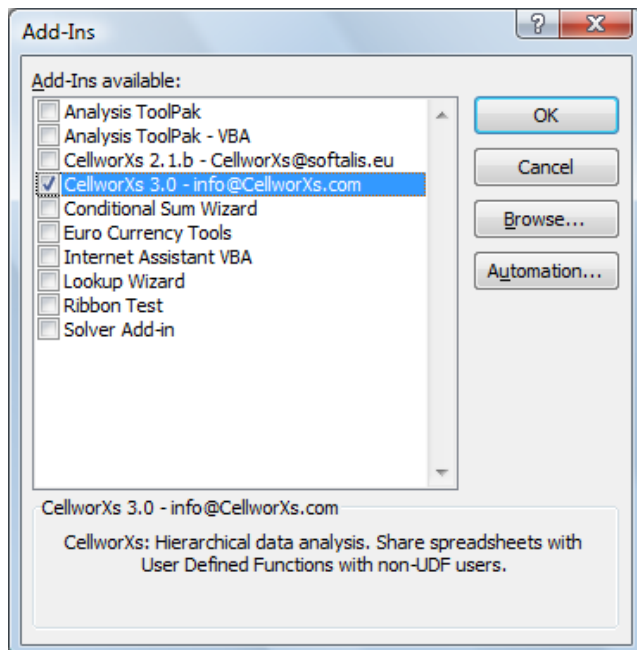 Add-Ins
?
X
Add-Ins available:
Analysis ToolPak
Analysis ToolPak - VBA
CellworXs 2.1.b - CellworXs@softalis.eu
CellworXs 3.0 - info@CellworXs.com
Conditional Sum Wizard
Euro Currency Tools
Internet Assistant VBA
Lookup Wizard
Ribbon Test
Solver Add-in
OK
Cancel
Browse...
Automation...
CellworXs 3.0 - info@CellworXs.com
CellworXs: Hierarchical data analysis. Share spreadsheets with
User Defined Functions with non-UDF users.